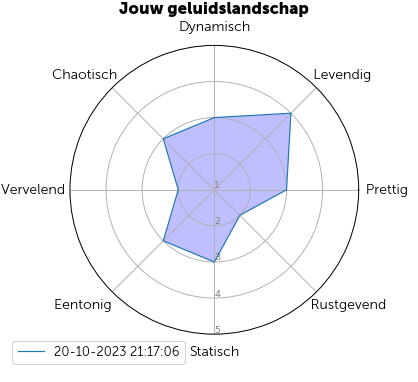 Jouw geluidslandschap
Dynamisch
Chaotisch
Levendig
Vervelend
1
Prettig
2
3
Eentonig
4
Rustgevend
5
20-10-2023 21:17:06
Statisch